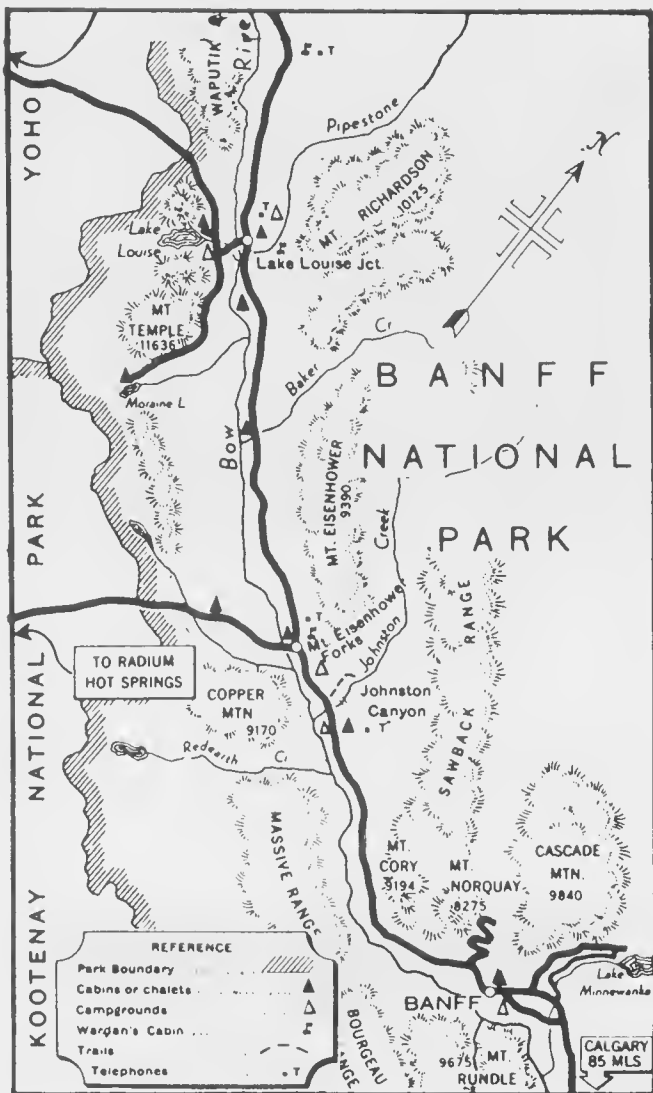 WAPUTIK
River
T
YOHO
Pipestone
N
MT. RICHARDSON
10125
T
Lake
Louise
Lake Louise Jct.
MT
TEMPLE
11636
Moraine L
Baker Cr
BANFF
NATIONAL
PARK
Bow
MT. EISENHOWER
9390
Johnston Creek
PARK
T
Mt. Eisenhower
Forks
TO RADIUM
HOT SPRINGS
COPPER
MTN
9170
Johnston
Canyon
T
SAWBACK RANGE
NATIONAL
Redearth Cr
MASSIVE RANGE
MT.
CORY
9194
MT.
NORQUAY
8275
CASCADE
MTN.
9840
KOOTENAY
REFERENCE
Park Boundary
Cabins or chalets
Campgrounds
Warden's Cabin
Trails
Telephones T
BANFF
Lake
Minnewanka
BOURGEAU
9675
MT.
RUNDLE
CALGARY
85 MLS